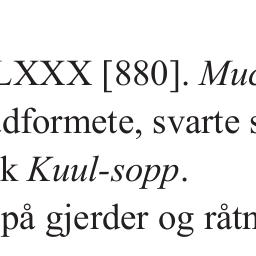 LXXX [880]. Muc
dformete, svarte s
k Kuul-sopp.
på gjerder og råtn